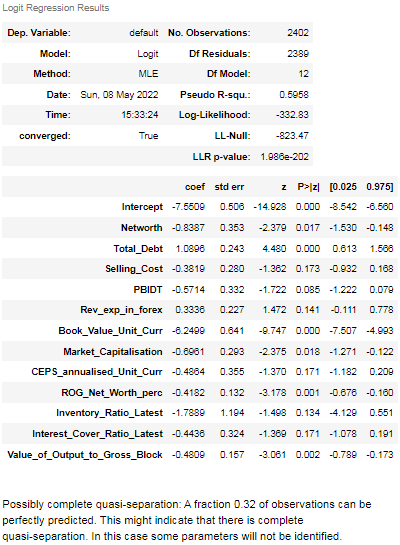 Logit Regression Results
Dep. Variable: default No. Observations: 2402
Model: Logit Df Residuals: 2389
Method: MLE Df Model: 12
Date: Sun, 08 May 2022 Pseudo R-squ.: 0.5958
Time: 15:33:24 Log-Likelihood: -332.83
converged: True LL-Null: -823.47
LLR p-value: 1.986e-202
coef std err z P>|z| [0.025 0.975]
Intercept -7.5509 0.506 -14.928 0.000 -8.542 -6.560
Networth -0.8387 0.353 -2.379 0.017 -1.530 -0.148
Total_Debt 1.0896 0.243 4.480 0.000 0.613 1.566
Selling_Cost -0.3819 0.280 -1.362 0.173 -0.932 0.168
PBIDT -0.5714 0.332 -1.722 0.085 -1.222 0.079
Rev_exp_in_forex 0.3336 0.227 1.472 0.141 -0.111 0.778
Book_Value_Unit_Curr -6.2499 0.641 -9.747 0.000 -7.507 -4.993
Market_Capitalisation -0.6961 0.293 -2.375 0.018 -1.271 -0.122
CEPS_annualised_Unit_Curr -0.4864 0.355 -1.370 0.171 -1.182 0.209
ROG_Net_Worth_perc -0.4182 0.132 -3.178 0.001 -0.676 -0.160
Inventory_Ratio_Latest -1.7889 1.194 -1.498 0.134 -4.129 0.551
Interest_Cover_Ratio_Latest -0.4436 0.324 -1.369 0.171 -1.078 0.191
Value_of_Output_to_Gross_Block -0.4809 0.157 -3.061 0.002 -0.789 -0.173
Possibly complete quasi-separation: A fraction 0.32 of observations can be
perfectly predicted. This might indicate that there is complete
quasi-separation. In this case some parameters will not be identified.